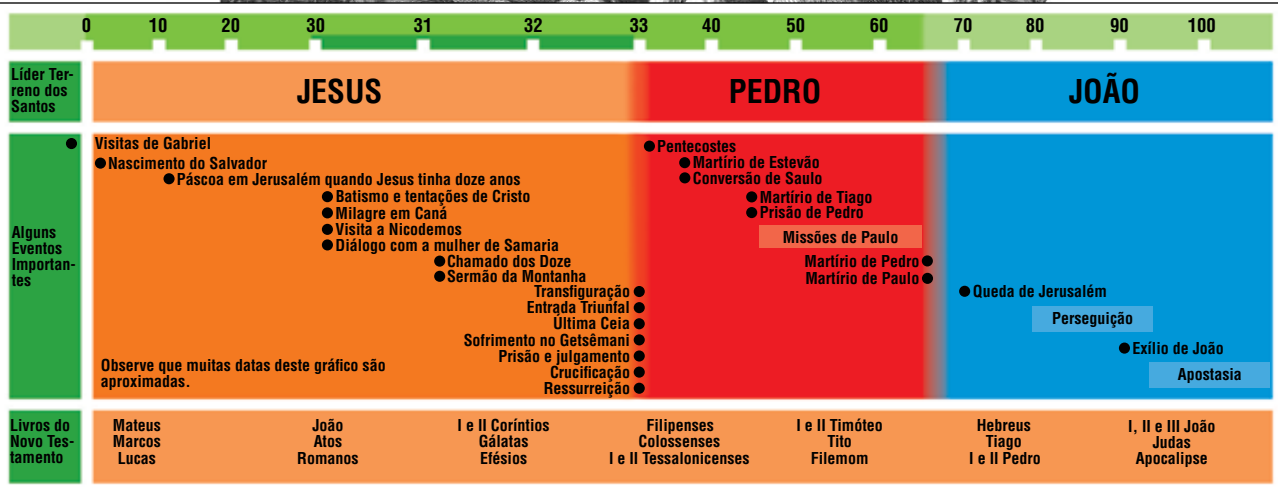 0 10 20 30 31 32 33 40 50 60 70 80 90 100
Líder Ter-
reno dos
Santos
JESUS PEDRO JOÃO
Alguns
Eventos
Importan-
tes
Visitas de Gabriel
Nascimento do Salvador
Páscoa em Jerusalém quando Jesus tinha doze anos
Batismo e tentações de Cristo
Milagre em Caná
Visita a Nicodemos
Diálogo com a mulher de Samaria
Chamado dos Doze
Sermão da Montanha
Transfiguração
Entrada Triunfal
Última Ceia
Sofrimento no Getsêmani
Prisão e julgamento
Crucificação
Ressurreição
Observe que muitas datas deste gráfico são
aproximadas.
Pentecostes
Martírio de Estevão
Conversão de Saulo
Martírio de Tiago
Prisão de Pedro
Missões de Paulo
Martírio de Pedro
Martírio de Paulo
Queda de Jerusalém
Perseguição
Exílio de João
Apostasia
Livros do
Novo Tes-
tamento
Mateus
Marcos
Lucas
João
Atos
Romanos
I e II Coríntios
Gálatas
Efésios
Filipenses
Colossenses
I e II Tessalonicenses
I e II Timóteo
Tito
Filemom
Hebreus
Tiago
I e II Pedro
I, II e III João
Judas
Apocalipse